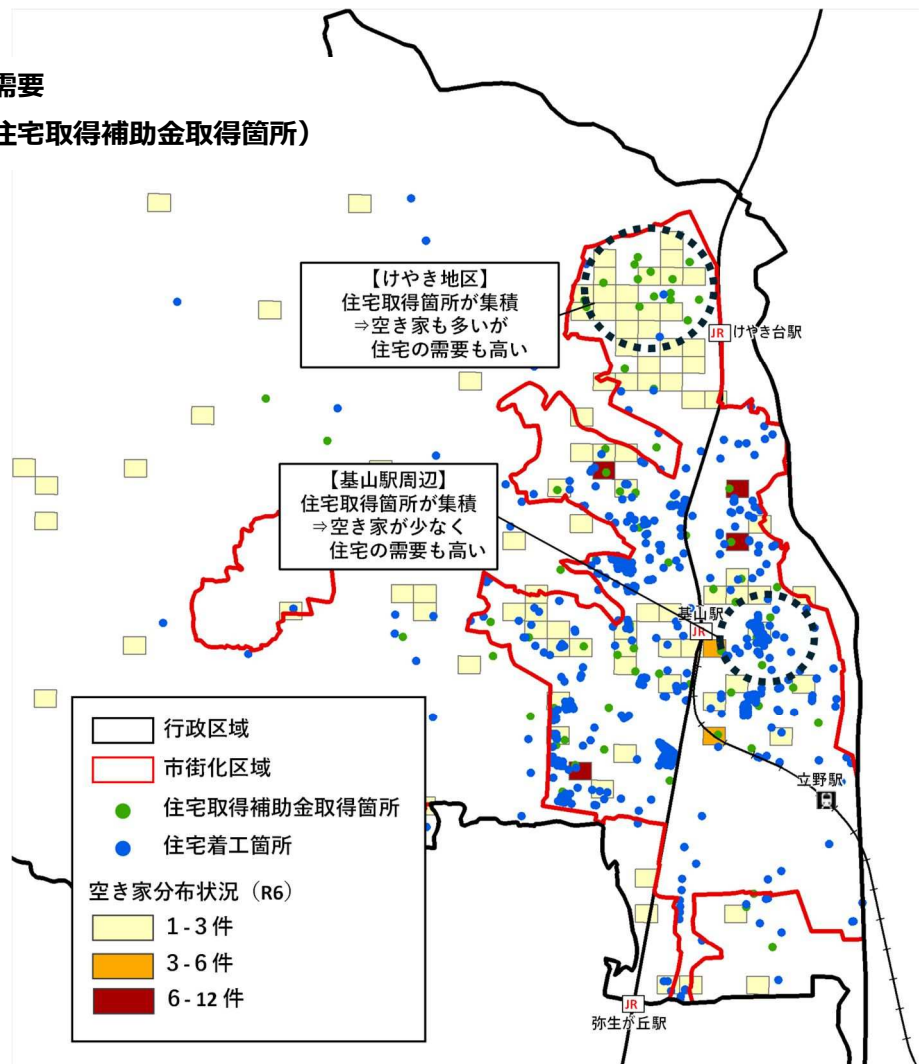 需要
住宅取得補助金取得箇所）
【けやき地区】
住宅取得箇所が集積
⇒空き家も多いが
住宅の需要も高い
JR けやき台駅
【基山駅周辺】
住宅取得箇所が集積
⇒空き家が少なく
住宅の需要も高い
基山駅
JR
行政区域
市街化区域
住宅取得補助金取得箇所
住宅着工箇所
空き家分布状況（R6）
1-3 件
3-6 件
6-12 件
立野駅
JR
弥生が丘駅